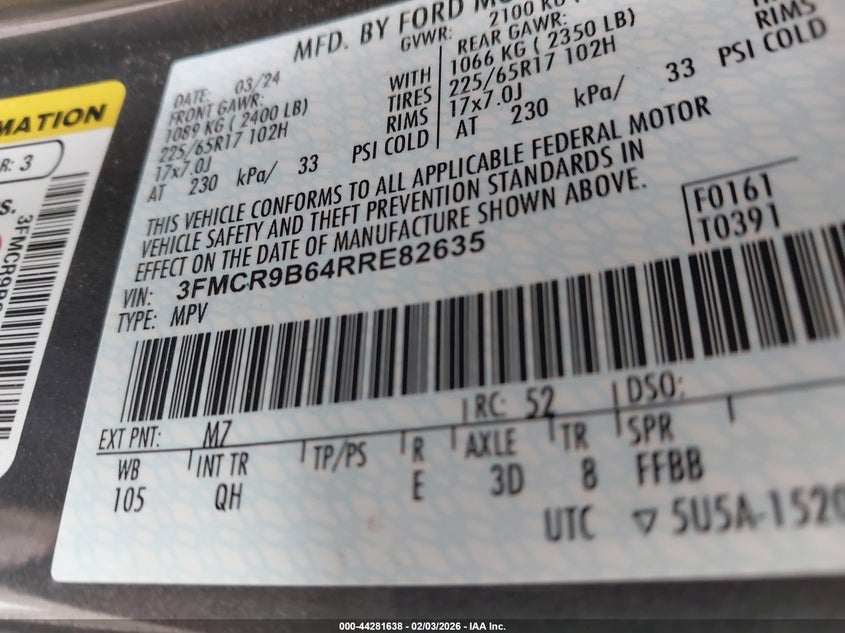 MFD. BY FORD
GVWR: 2100 KG
DATE: 03/24
FRONT GAWR:
1089 KG ( 2400 LB) WITH
225/65R17 102H TIRES
17x7.0J RIMS
AT 230 kPa/ 33 PSI COLD
REAR GAWR:
1066 KG ( 2350 LB)
225/65R17 102H
17x7.0J RIMS
AT 230 kPa/ 33 PSI COLD
THIS VEHICLE CONFORMS TO ALL APPLICABLE FEDERAL MOTOR
VEHICLE SAFETY AND THEFT PREVENTION STANDARDS IN
EFFECT ON THE DATE OF MANUFACTURE SHOWN ABOVE.
F0161
T0391
VIN: 3FMCR9B64RRE82635
TYPE: MPV
EXT PNT: M7 RC: 52 DSO:
WB INT TR TP/PS R AXLE TR SPR
105 QH E 3D 8 FFBB
UTC ▽ 5U5A-1520
MATION
R: 3
S.
3FMCR9B
000-44281638 - 02/03/2026 - IAA Inc.